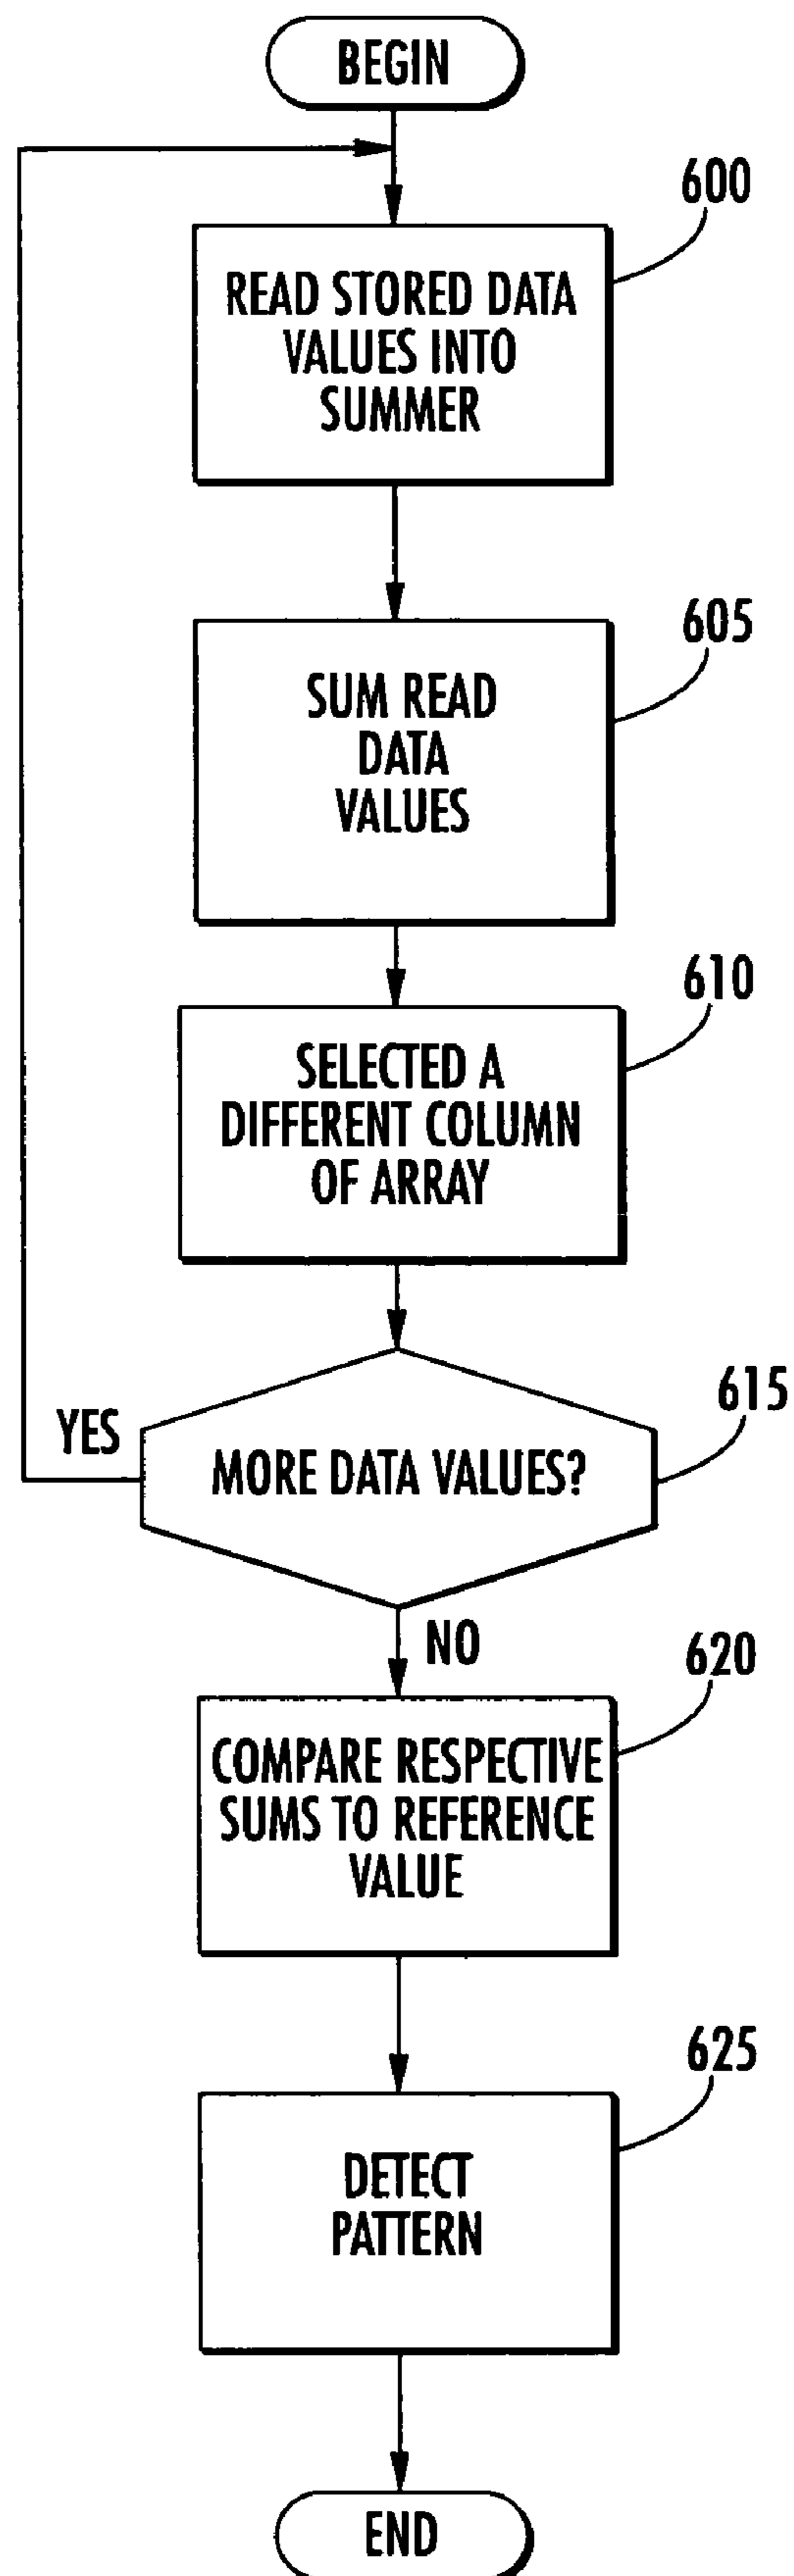 BEGIN
600
READ STORED DATA
VALUES INTO
SUMMER
605
SUM READ
DATA
VALUES
610
SELECTED A
DIFFERENT COLUMN
OF ARRAY
615
YES
MORE DATA VALUES?
NO
620
COMPARE RESPECTIVE
SUMS TO REFERENCE
VALUE
625
DETECT
PATTERN
END